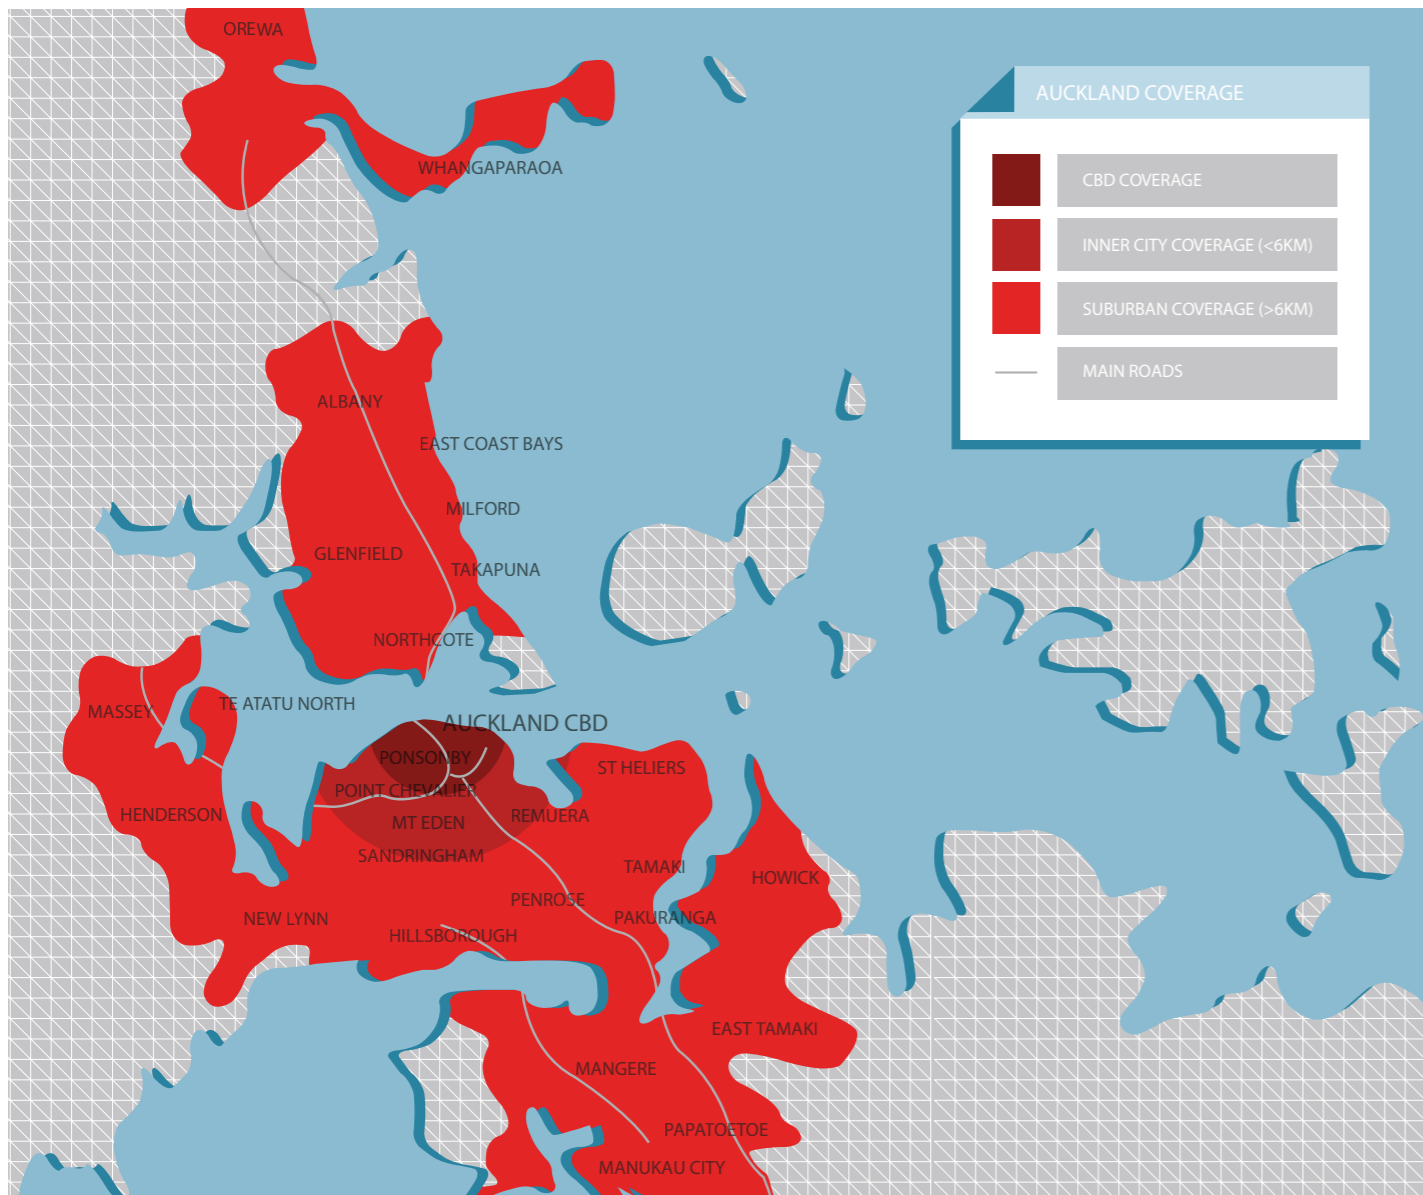 OREWA
AUCKLAND COVERAGE
WHANGAPARAOA
CBD COVERAGE
INNER CITY COVERAGE (<6KM)
SUBURBAN COVERAGE (>6KM)
MAIN ROADS
ALBANY
EAST COAST BAYS
MILFORD
GLENFIELD
TAKAPUNA
NORTHCOTE
MASSEY
TE ATATU NORTH
AUCKLAND CBD
PONSONBY
ST HELIERS
POINT CHEVALIER
HENDERSON
MT EDEN
REMUERA
SANDRINGHAM
TAMAKI
HOWICK
PENROSE
NEW LYNN
PAKURANGA
HILLSBOROUGH
EAST TAMAKI
MANGERE
PAPATOETOE
MANUKAU CITY